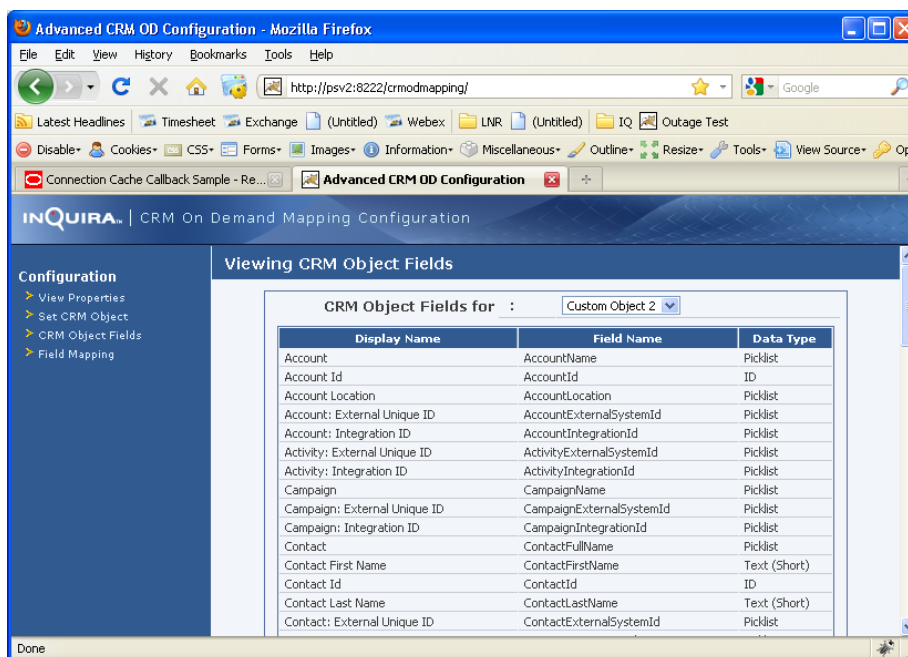 Advanced CRM OD Configuration - Mozilla Firefox
File Edit View History Bookmarks Tools Help
http://psv2:8222/crmodmapping/ Google
Latest Headlines Timesheet Exchange (Untitled) Webex LNR (Untitled) IQ Outage Test
Disable Cookies CSS Forms Images Information Miscellaneous Outline Resize Tools View Source Op
Connection Cache Callback Sample - Re... Advanced CRM OD Configuration
INQUIRA™ | CRM On Demand Mapping Configuration
Configuration
> View Properties
> Set CRM Object
> CRM Object Fields
> Field Mapping
Viewing CRM Object Fields
CRM Object Fields for : Custom Object 2
Display Name Field Name Data Type
Account AccountName Picklist
Account Id AccountId ID
Account Location AccountLocation Picklist
Account: External Unique ID AccountExternalSystemId Picklist
Account: Integration ID AccountIntegrationId Picklist
Activity: External Unique ID ActivityExternalSystemId Picklist
Activity: Integration ID ActivityIntegrationId Picklist
Campaign CampaignName Picklist
Campaign: External Unique ID CampaignExternalSystemId Picklist
Campaign: Integration ID CampaignIntegrationId Picklist
Contact ContactFullName Picklist
Contact First Name ContactFirstName Text (Short)
Contact Id ContactId ID
Contact Last Name ContactLastName Text (Short)
Contact: External Unique ID ContactExternalSystemId Picklist
Done